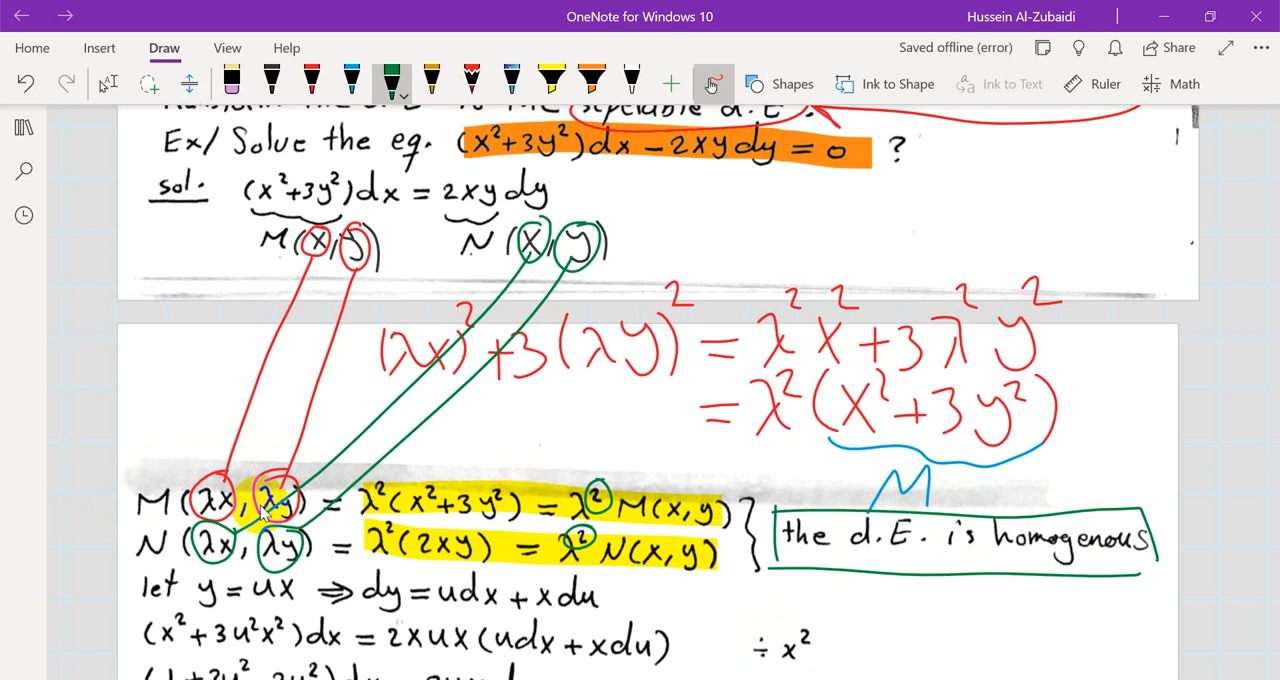 OneNote for Windows 10
Hussein Al-Zubaidi
Home Insert Draw View Help
Saved offline (error)
Share
Shapes
Ink to Shape
Ink to Text
Ruler
Math
the seperable d.E.
Ex/ Solve the eq. (x²+3y²)dx − 2xy dy = 0 ?
sol. (x²+3y²)dx = 2xy dy
M(x,y) N(x,y)
(λx)²+3(λy)² = λ²x²+3λ²y²
= λ²(x²+3y²)
M
M(λx, λy) = λ²(x²+3y²) = λ² M(x,y)
N(λx, λy) = λ²(2xy) = λ² N(x,y)
the d.E. is homogenous
let y = ux ⇒ dy = udx + xdu
(x²+3u²x²)dx = 2xux(udx+xdu) ÷ x²